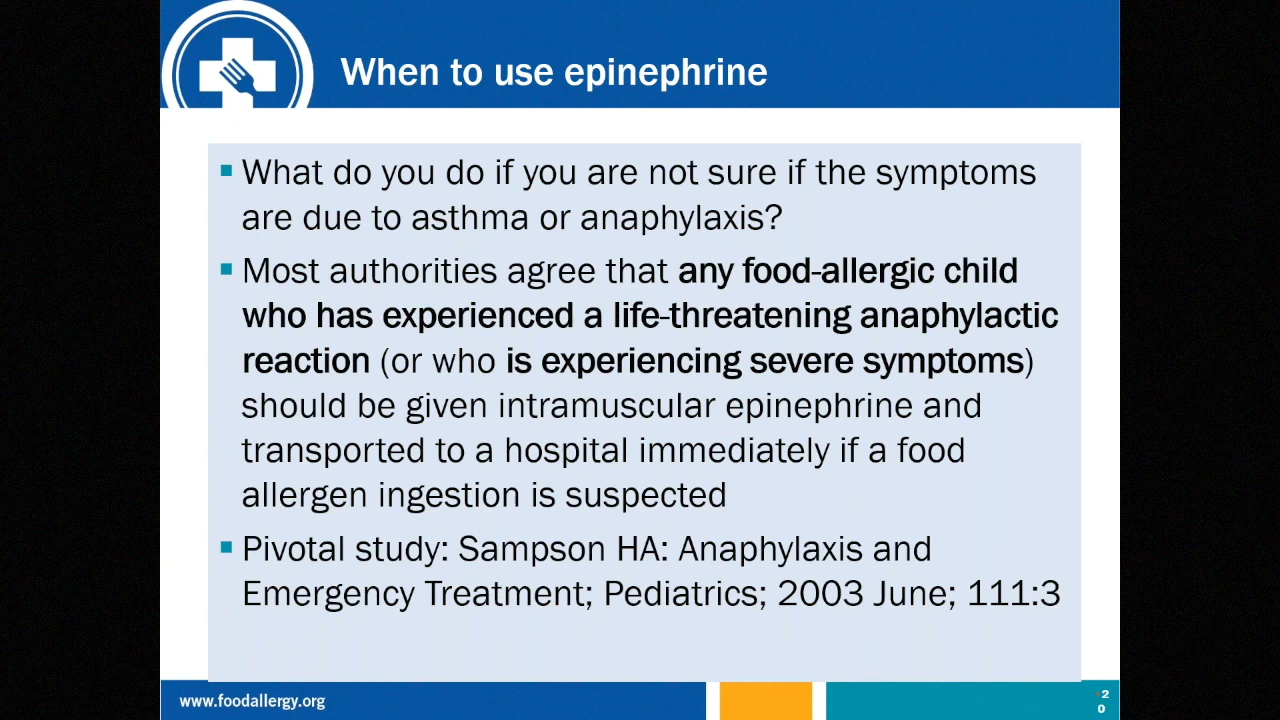 When to use epinephrine
▪ What do you do if you are not sure if the symptoms
are due to asthma or anaphylaxis?
▪ Most authorities agree that any food-allergic child
who has experienced a life-threatening anaphylactic
reaction (or who is experiencing severe symptoms)
should be given intramuscular epinephrine and
transported to a hospital immediately if a food
allergen ingestion is suspected
▪ Pivotal study: Sampson HA: Anaphylaxis and
Emergency Treatment; Pediatrics; 2003 June; 111:3
www.foodallergy.org
2
0